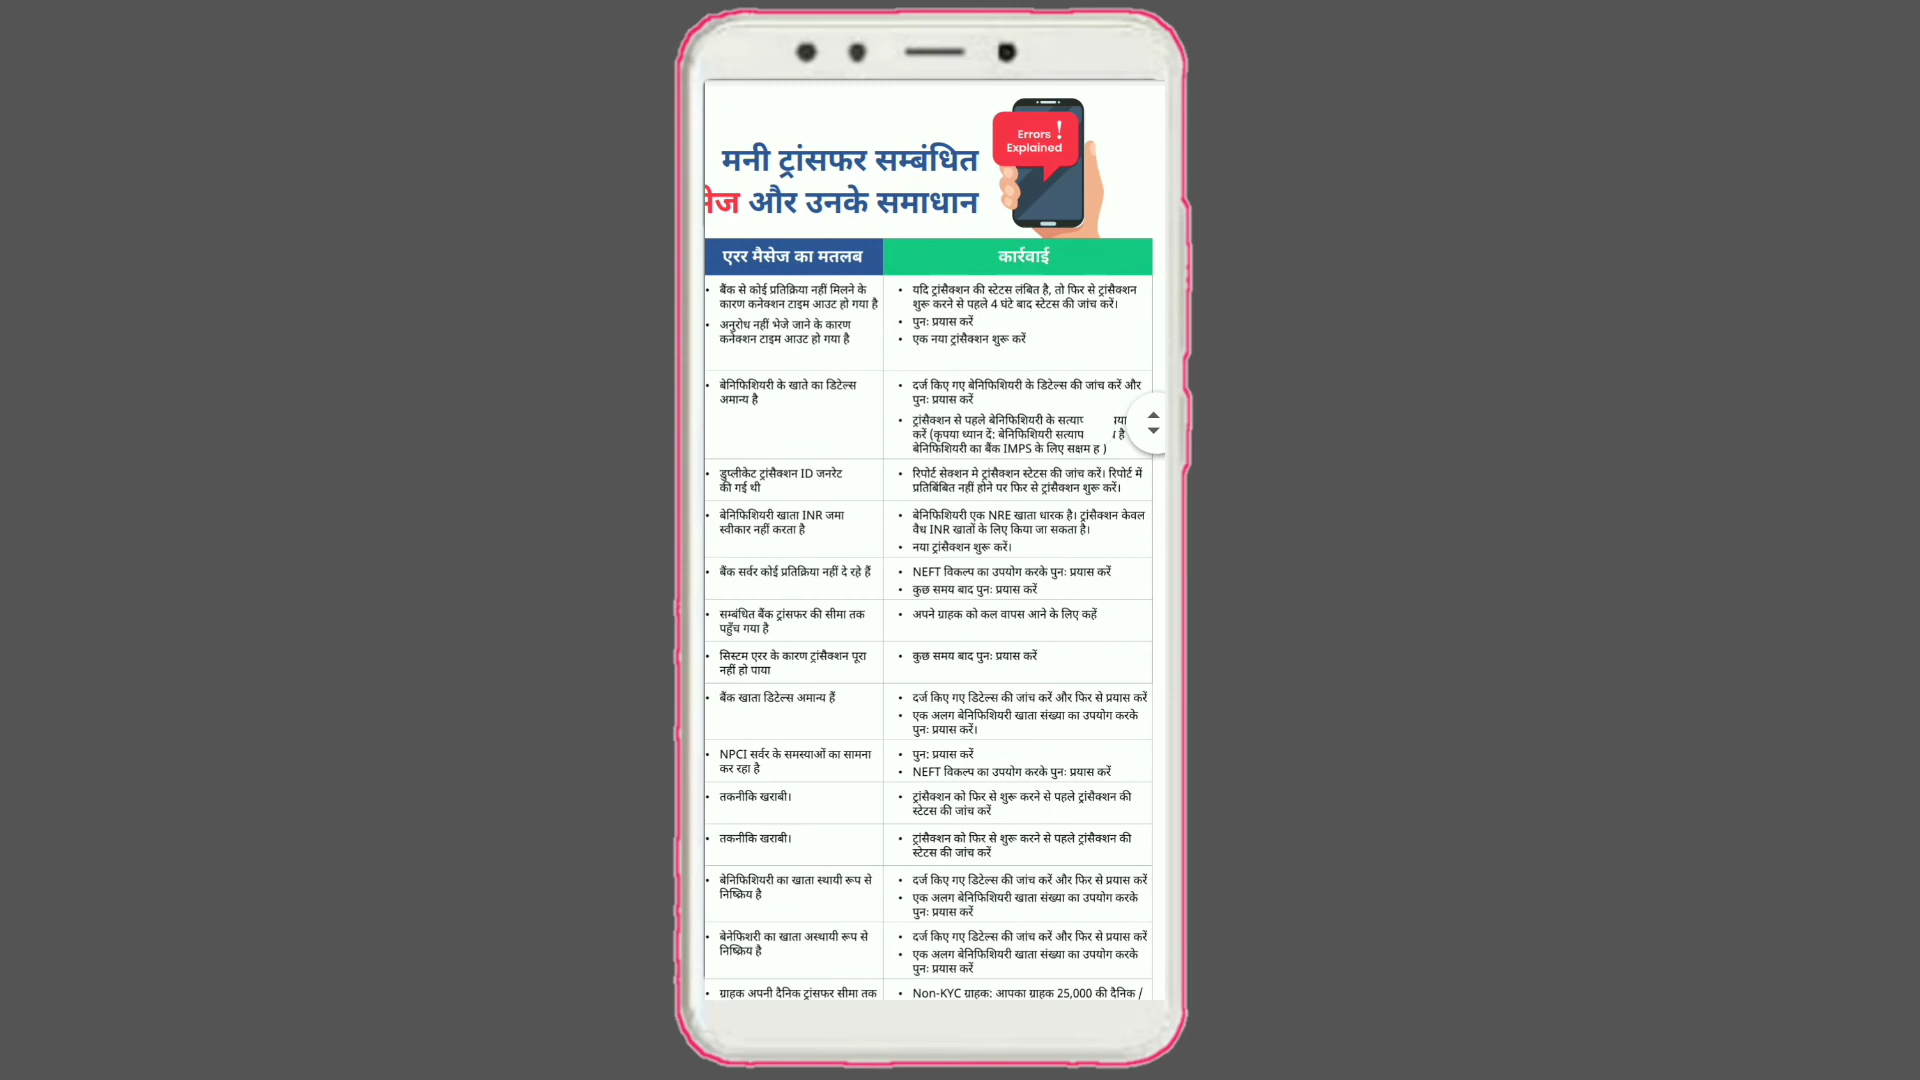 Errors !
Explained
मनी ट्रांसफर सम्बंधित
और उनके समाधान
एरर मैसेज का मतलब
कार्रवाई
• बैंक से कोई प्रतिक्रिया नहीं मिलने के
कारण कनेक्शन टाइम आउट हो गया है
• अनुरोध नहीं भेजे जाने के कारण
कनेक्शन टाइम आउट हो गया है
• यदि ट्रांसैक्शन की स्टेटस लंबित है, तो फिर से ट्रांसैक्शन
शुरू करने से पहले 4 घंटे बाद स्टेटस की जांच करें।
• पुनः प्रयास करें
• एक नया ट्रांसैक्शन शुरू करें
• बेनिफिशियरी के खाते का डिटेल्स
अमान्य है
• दर्ज किए गए बेनिफिशियरी के डिटेल्स की जांच करें और
पुनः प्रयास करें
• ट्रांसैक्शन से पहले बेनिफिशियरी के
करें (कृपया ध्यान दें: बेनिफिशियरी है
बेनिफिशियरी का बैंक IMPS के लिए सक्षम )
• डुप्लीकेट ट्रांसैक्शन ID जनरेट
की गई थी
• रिपोर्ट सेक्शन मे ट्रांसैक्शन स्टेटस की जांच करें। रिपोर्ट में
प्रतिबिंबित नहीं होने पर फिर से ट्रांसैक्शन शुरू करें।
• बेनिफिशियरी खाता INR जमा
स्वीकार नहीं करता है
• बेनिफिशियरी एक NRE खाता धारक है। ट्रांसैक्शन केवल
वैध INR खातों के लिए किया जा सकता है।
• नया ट्रांसैक्शन शुरू करें।
• बैंक सर्वर कोई प्रतिक्रिया नहीं दे रहे हैं
• NEFT विकल्प का उपयोग करके पुनः प्रयास करें
• कुछ समय बाद पुनः प्रयास करें
• सम्बंधित बैंक ट्रांसफर की सीमा तक
पहुँच गया है
• अपने ग्राहक को कल वापस आने के लिए कहें
• सिस्टम एरर के कारण ट्रांसैक्शन पूरा
नहीं हो पाया
• कुछ समय बाद पुनः प्रयास करें
• बैंक खाता डिटेल्स अमान्य हैं
• दर्ज किए गए डिटेल्स की जांच करें और फिर से प्रयास करें
• एक अलग बेनिफिशियरी खाता संख्या का उपयोग करके
पुनः प्रयास करें।
• NPCI सर्वर के समस्याओं का सामना
कर रहा है
• पुन: प्रयास करें
• NEFT विकल्प का उपयोग करके पुनः प्रयास करें
• तकनीकि खराबी।
• ट्रांसैक्शन को फिर से शुरू करने से पहले ट्रांसैक्शन की
स्टेटस की जांच करें
• तकनीकि खराबी।
• ट्रांसैक्शन को फिर से शुरू करने से पहले ट्रांसैक्शन की
स्टेटस की जांच करें
• बेनिफिशियरी का खाता स्थायी रूप से
निष्क्रिय है
• दर्ज किए गए डिटेल्स की जांच करें और फिर से प्रयास करें
• एक अलग बेनिफिशियरी खाता संख्या का उपयोग करके
पुनः प्रयास करें
• बेनेफिशरी का खाता अस्थायी रूप से
निष्क्रिय है
• दर्ज किए गए डिटेल्स की जांच करें और फिर से प्रयास करें
• एक अलग बेनिफिशियरी खाता संख्या का उपयोग करके
पुनः प्रयास करें
• ग्राहक अपनी दैनिक ट्रांसफर सीमा तक
• Non-KYC ग्राहक: आपका ग्राहक 25,000 की दैनिक /